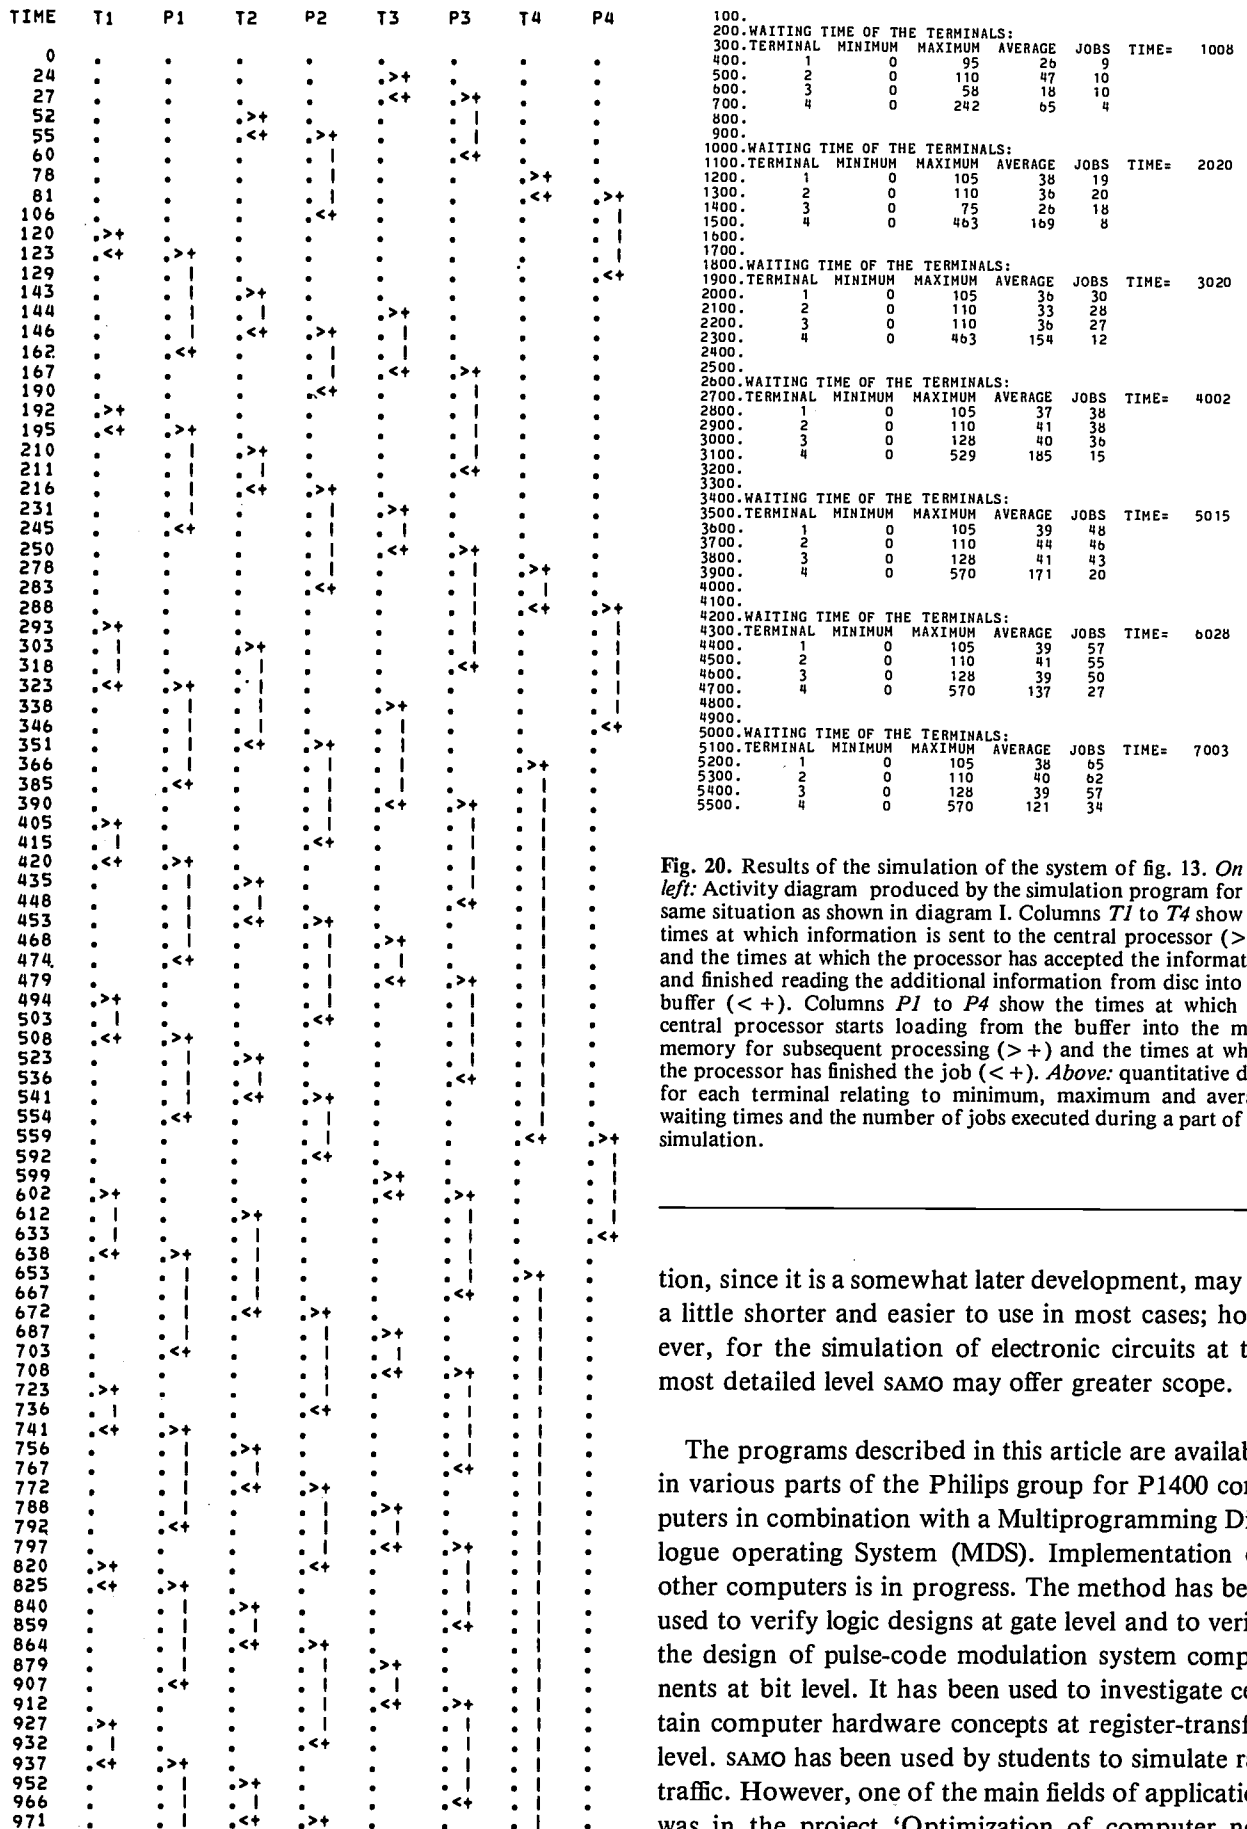 TIME T1 P1 T2 P2 T3 P3 T4 P4
0 . . . . . . . .
24 . . . . .>+ . . .
27 . . . . .<+ .>+ . .
52 . . .>+ . . . | . .
55 . . .<+ .>+ . . | . .
60 . . . . | . .<+ . .
78 . . . . | . . .>+ .
81 . . . . | . . .<+ .>+
106 . . . .<+ . . . . |
120 .>+ . . . . . . . |
123 .<+ .>+ . . . . . . |
129 . . | . . . . . .<+
143 . . | .>+ . . . . .
144 . . | . | . .>+ . . .
146 . . | .<+ .>+ . | . . .
162 . .<+ . . | . | . . .
167 . . . . | .<+ .>+ . .
190 . . . .<+ . . | . .
192 .>+ . . . . . | . .
195 .<+ .>+ . . . . | . .
210 . . | .>+ . . . | . .
211 . . | . | . . .<+ . .
216 . . | .<+ .>+ . . . .
231 . . | . . | .>+ . . .
245 . .<+ . . | . | . . .
250 . . . . | .<+ .>+ . .
278 . . . . | . . | .>+ .
283 . . . .<+ . . | . | .
288 . . . . . . | .<+ .>+
293 .>+ . . . . . | . . |
303 . | . .>+ . . . | . . |
318 . | . . | . . .<+ . . |
323 .<+ .>+ . | . . . . . |
338 . . | . | . .>+ . . . |
346 . . | . | . . | . . .<+
351 . . | .<+ .>+ . | . . .
366 . . | . . | . | . .>+ .
385 . .<+ . . | . | . . | .
390 . . . . | .<+ .>+ . | .
405 .>+ . . . | . . | . | .
415 . | . . .<+ . . | . | .
420 .<+ .>+ . . . . | . | .
435 . . | .>+ . . . | . | .
448 . . | . | . . .<+ . | .
453 . . | .<+ .>+ . . . | .
468 . . | . . | .>+ . . | .
474 . .<+ . . | . | . . | .
479 . . . . | .<+ .>+ . | .
494 .>+ . . . | . . | . | .
503 . | . . .<+ . . | . | .
508 .<+ .>+ . . . . | . | .
523 . . | .>+ . . . | . | .
536 . . | . | . . .<+ . | .
541 . . | .<+ .>+ . . . | .
554 . .<+ . . | . . . | .
559 . . . . | . . .<+ .>+
592 . . . .<+ . . . . |
599 . . . . .>+ . . . |
602 .>+ . . . .<+ .>+ . . |
612 . | . .>+ . . . | . . |
633 . | . . | . . . | . .<+
638 .<+ .>+ . | . . . | . .
653 . . | . | . . . | .>+ .
667 . . | . | . . .<+ . | .
672 . . | .<+ .>+ . . . | .
687 . . | . . | .>+ . . | .
703 . .<+ . . | . | . . | .
708 . . . . | .<+ .>+ . | .
723 .>+ . . . | . . | . | .
736 . | . . .<+ . . | . | .
741 .<+ .>+ . . . . | . | .
756 . . | .>+ . . . | . | .
767 . . | . | . . .<+ . | .
772 . . | .<+ .>+ . . . | .
788 . . | . . | .>+ . . | .
792 . .<+ . . | . | . . | .
797 . . . . | .<+ .>+ . | .
820 .>+ . . .<+ . . | . | .
825 .<+ .>+ . . . . | . | .
840 . . | .>+ . . . | . | .
859 . . | . | . . .<+ . | .
864 . . | .<+ .>+ . . . | .
879 . . | . . | .>+ . . | .
907 . .<+ . . | . | . . | .
912 . . . . | .<+ .>+ . | .
927 .>+ . . . | . . | . | .
932 . | . . .<+ . . | . | .
937 .<+ .>+ . . . . | . | .
952 . . | .>+ . . . | . | .
966 . . | . | . . .<+ . | .
971 . . | .<+ .>+ . . . | .
100.
200.WAITING TIME OF THE TERMINALS:
300.TERMINAL MINIMUM MAXIMUM AVERAGE JOBS TIME= 1008
400. 1 0 95 26 9
500. 2 0 110 47 10
600. 3 0 58 18 10
700. 4 0 242 65 4
800.
900.
1000.WAITING TIME OF THE TERMINALS:
1100.TERMINAL MINIMUM MAXIMUM AVERAGE JOBS TIME= 2020
1200. 1 0 105 38 19
1300. 2 0 110 36 20
1400. 3 0 75 26 18
1500. 4 0 463 169 8
1600.
1700.
1800.WAITING TIME OF THE TERMINALS:
1900.TERMINAL MINIMUM MAXIMUM AVERAGE JOBS TIME= 3020
2000. 1 0 105 36 30
2100. 2 0 110 33 28
2200. 3 0 110 36 27
2300. 4 0 463 154 12
2400.
2500.
2600.WAITING TIME OF THE TERMINALS:
2700.TERMINAL MINIMUM MAXIMUM AVERAGE JOBS TIME= 4002
2800. 1 0 105 37 38
2900. 2 0 110 41 38
3000. 3 0 128 40 36
3100. 4 0 529 185 15
3200.
3300.
3400.WAITING TIME OF THE TERMINALS:
3500.TERMINAL MINIMUM MAXIMUM AVERAGE JOBS TIME= 5015
3600. 1 0 105 39 48
3700. 2 0 110 44 46
3800. 3 0 128 41 43
3900. 4 0 570 171 20
4000.
4100.
4200.WAITING TIME OF THE TERMINALS:
4300.TERMINAL MINIMUM MAXIMUM AVERAGE JOBS TIME= 6028
4400. 1 0 105 39 57
4500. 2 0 110 41 55
4600. 3 0 128 39 50
4700. 4 0 570 137 27
4800.
4900.
5000.WAITING TIME OF THE TERMINALS:
5100.TERMINAL MINIMUM MAXIMUM AVERAGE JOBS TIME= 7003
5200. 1 0 105 38 65
5300. 2 0 110 40 62
5400. 3 0 128 39 57
5500. 4 0 570 121 34
Fig. 20. Results of the simulation of the system of fig. 13. On
left: Activity diagram produced by the simulation program for
same situation as shown in diagram I. Columns T1 to T4 show
times at which information is sent to the central processor (>
and the times at which the processor has accepted the informat
and finished reading the additional information from disc into
buffer (< +). Columns P1 to P4 show the times at which
central processor starts loading from the buffer into the m
memory for subsequent processing (> +) and the times at wh
the processor has finished the job (< +). Above: quantitative d
for each terminal relating to minimum, maximum and aver
waiting times and the number of jobs executed during a part of
simulation.
tion, since it is a somewhat later development, may
a little shorter and easier to use in most cases; ho
ever, for the simulation of electronic circuits at t
most detailed level SAMO may offer greater scope.
The programs described in this article are availa
in various parts of the Philips group for P1400 co
puters in combination with a Multiprogramming D
logue operating System (MDS). Implementation
other computers is in progress. The method has be
used to verify logic designs at gate level and to veri
the design of pulse-code modulation system comp
nents at bit level. It has been used to investigate ce
tain computer hardware concepts at register-transf
level. SAMO has been used by students to simulate r
traffic. However, one of the main fields of applicatio
was in the project 'Optimization of computer ne